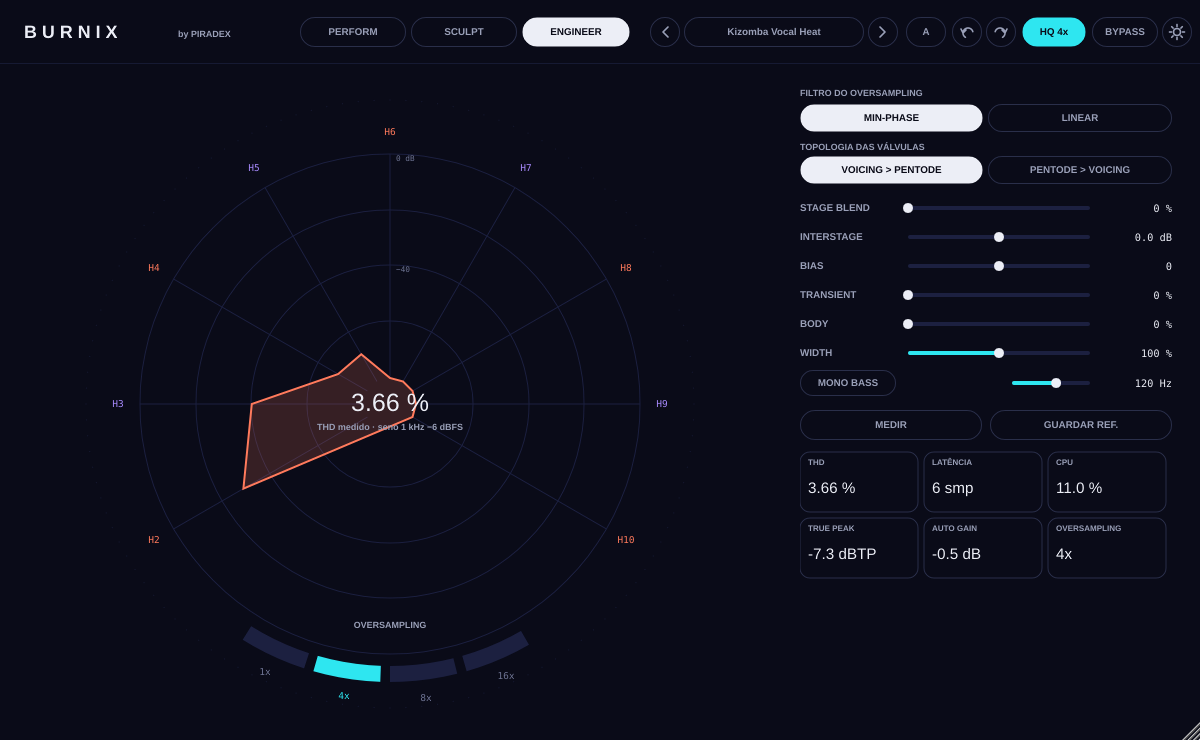 BURNIX
by PIRADEX
PERFORM
SCULPT
ENGINEER
Kizomba Vocal Heat
A
HQ 4x
BYPASS
H6
0 dB
H5
H7
−40
H4
H8
H3
H9
3.66 %
THD medido · seno 1 kHz −6 dBFS
H2
H10
OVERSAMPLING
1x
4x
8x
16x
FILTRO DO OVERSAMPLING
MIN-PHASE
LINEAR
TOPOLOGIA DAS VÁLVULAS
VOICING > PENTODE
PENTODE > VOICING
STAGE BLEND 0 %
INTERSTAGE 0.0 dB
BIAS 0
TRANSIENT 0 %
BODY 0 %
WIDTH 100 %
MONO BASS 120 Hz
MEDIR
GUARDAR REF.
THD
3.66 %
LATÊNCIA
6 smp
CPU
11.0 %
TRUE PEAK
-7.3 dBTP
AUTO GAIN
-0.5 dB
OVERSAMPLING
4x